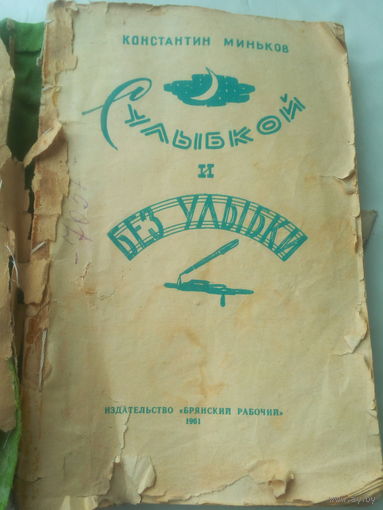 КОНСТАНТИН МИНЬКОВ
С УЛЫБКОЙ
И
БЕЗ УЛЫБКИ
ИЗДАТЕЛЬСТВО «БРЯНСКИЙ РАБОЧИЙ»
1961